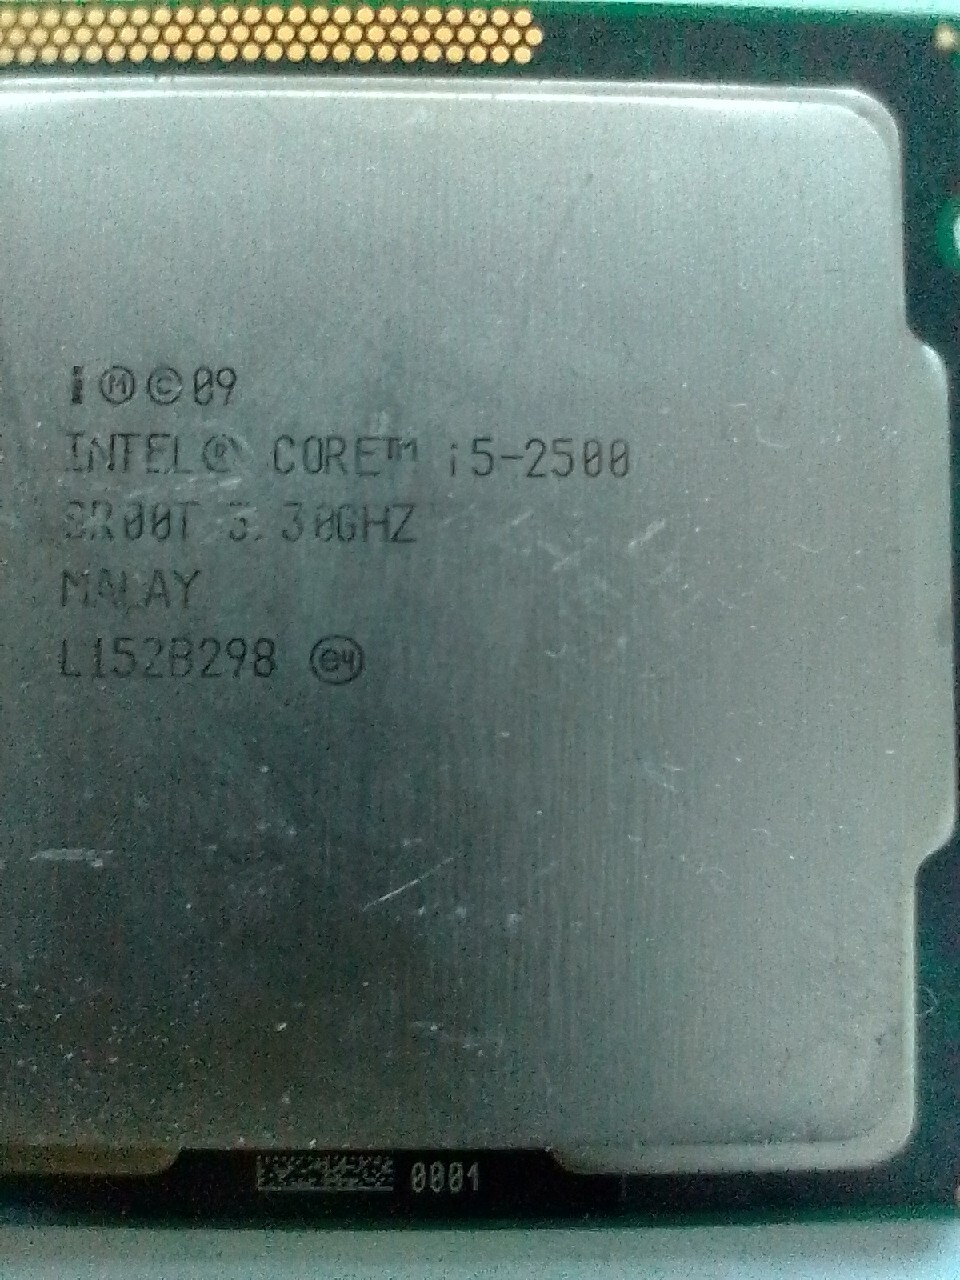 i Ⓜ ©09
INTEL® CORE™ i5-2500
SR00T 3.30GHZ
MALAY
L152B298 e4
0001